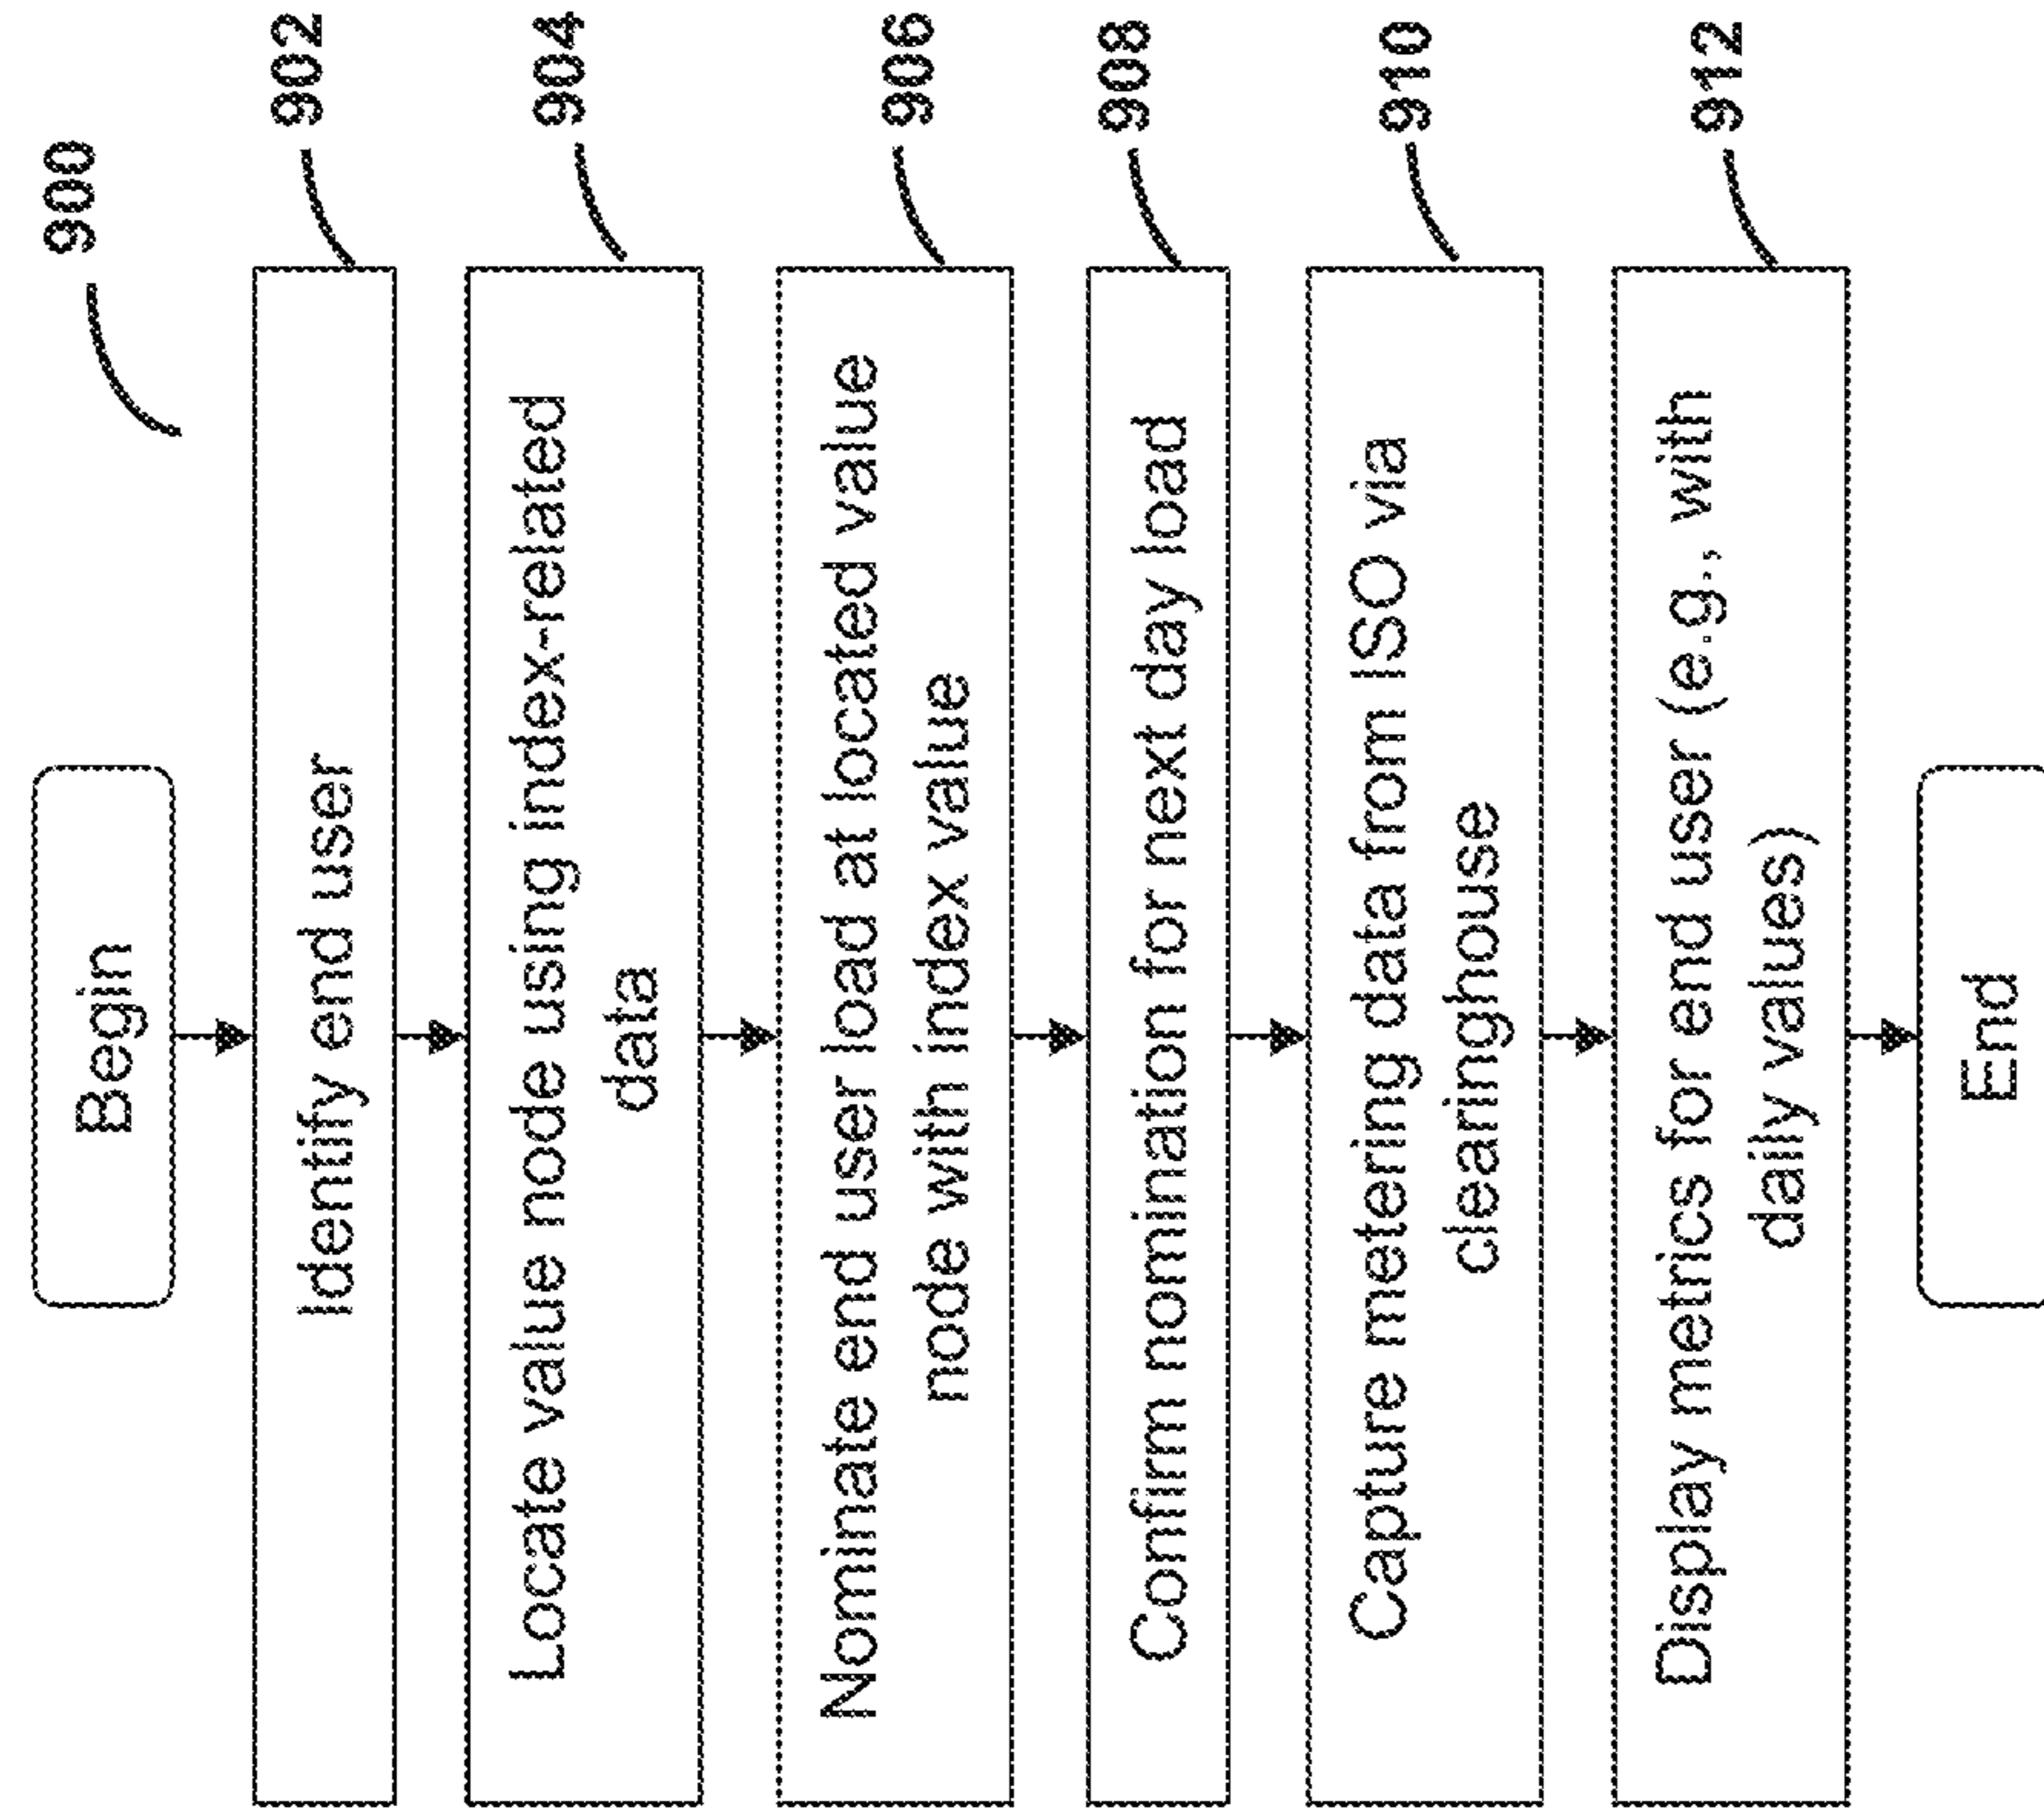 900
Begin
Identify end user
902
Locate value node using index-related
data
904
Nominate end user load at located value
node with index value
906
Confirm nomination for next day load
908
Capture metering data from ISO via
clearinghouse
910
Display metrics for end user (e.g., with
daily values)
912
End